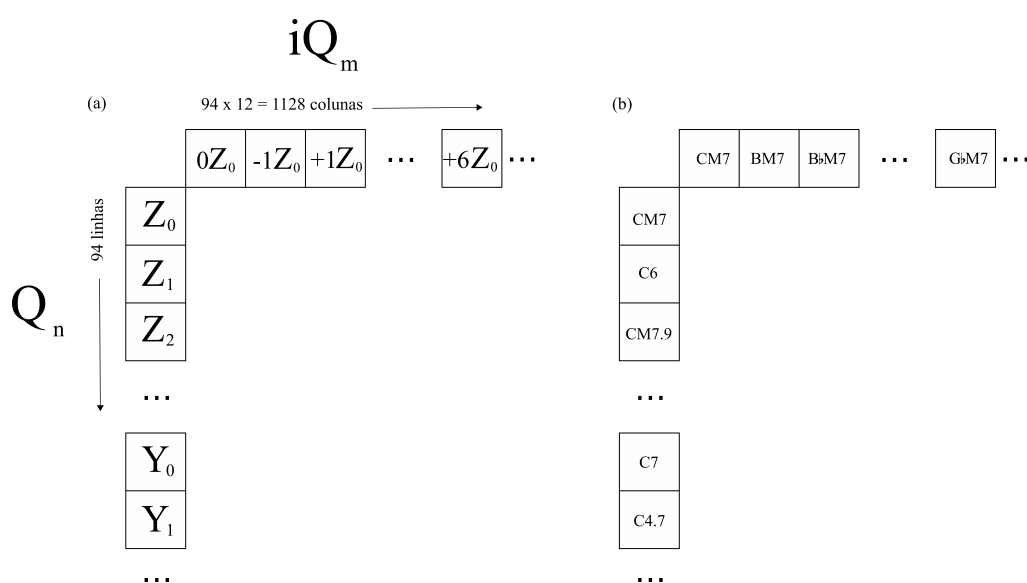 iQm
(a) 94 x 12 = 1128 colunas
0Z0 -1Z0 +1Z0 ... +6Z0 ...
94 linhas
Qn
Z0
Z1
Z2
...
Y0
Y1
...
(b)
CM7 BM7 B♭M7 ... G♭M7 ...
CM7
C6
CM7.9
...
C7
C4.7
...